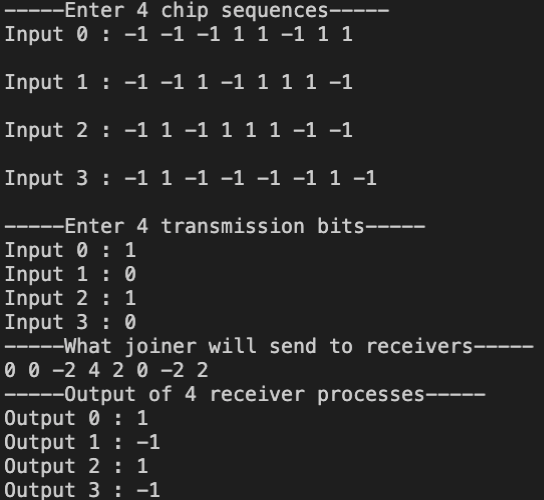 -----Enter 4 chip sequences-----
Input 0 : -1 -1 -1 1 1 -1 1 1
Input 1 : -1 -1 1 -1 1 1 1 -1
Input 2 : -1 1 -1 1 1 1 -1 -1
Input 3 : -1 1 -1 -1 -1 -1 1 -1
-----Enter 4 transmission bits-----
Input 0 : 1
Input 1 : 0
Input 2 : 1
Input 3 : 0
-----What joiner will send to receivers-----
0 0 -2 4 2 0 -2 2
-----Output of 4 receiver processes-----
Output 0 : 1
Output 1 : -1
Output 2 : 1
Output 3 : -1